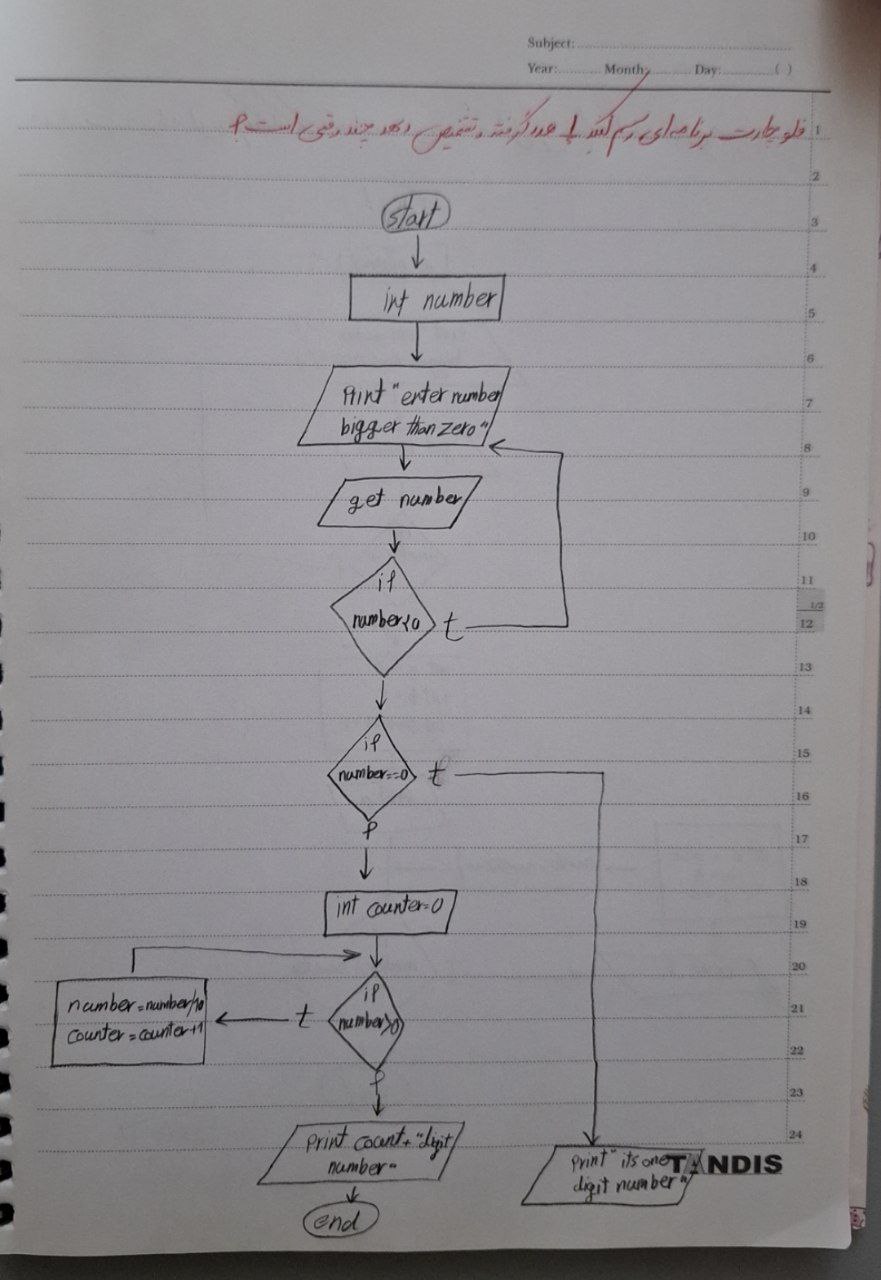 Subject:
Year: Month: Day: ( )
فلوچارت برنامه‌ای رسم کنید عدد گرفته و تشخیص دهد چند رقمی است؟
1
2
start
3
4
int number
5
6
Print "enter number
7
bigger than zero"
8
get number
9
10
if
11
1/2
number<0 t
12
13
14
if
15
number==0 t
16
f
17
18
int counter=0
19
20
if
number=number/10
21
t number>0
counter=counter+1
22
f
23
24
print count+"digit
number"
print "its one
TANDIS
digit number"
end